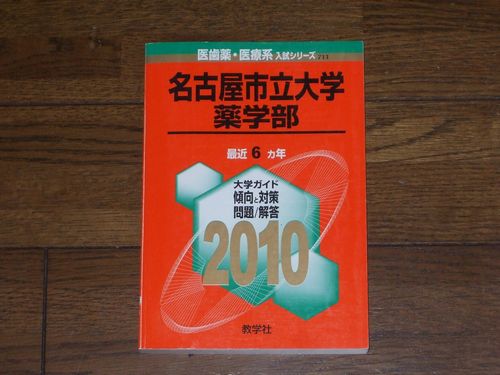 医歯薬・医療系 入試シリーズ 711
名古屋市立大学
薬学部
最近 6 カ年
大学ガイド
傾向と対策
問題/解答
2010
教学社